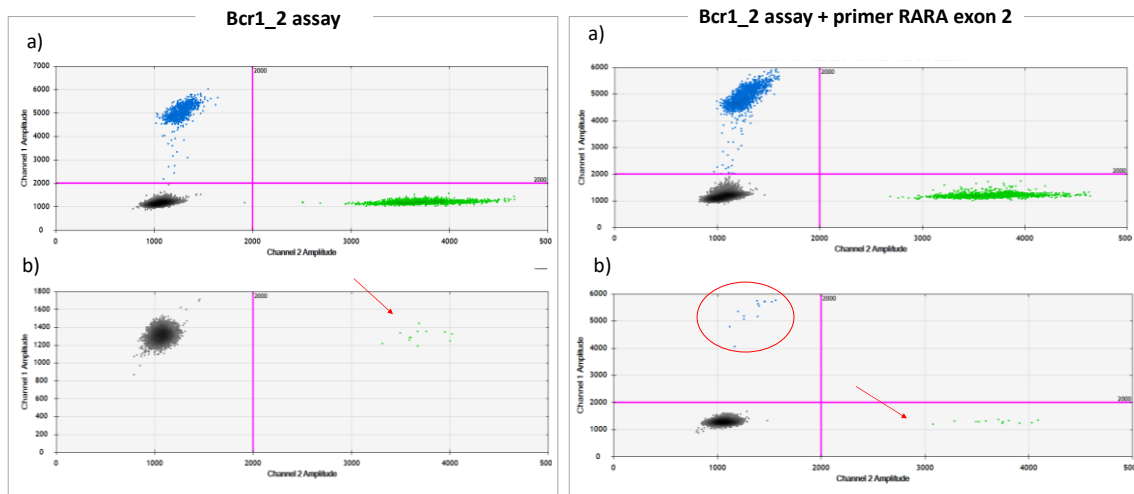 Bcr1_2 assay
a)
7000
6000
5000
4000
3000
2000
1000
0
Channel 1 Amplitude
2000
2000
0 1000 2000 3000 4000 500
Channel 2 Amplitude
b)
1800
1600
1400
1200
1000
800
600
400
200
0
Channel 1 Amplitude
2000
0 1000 2000 3000 4000 500
Channel 2 Amplitude
Bcr1_2 assay + primer RARA exon 2
a)
6000
5000
4000
3000
2000
1000
0
Channel 1 Amplitude
2000
2000
0 1000 2000 3000 4000 500
Channel 2 Amplitude
b)
6000
5000
4000
3000
2000
1000
0
Channel 1 Amplitude
2000
2000
0 1000 2000 3000 4000 500
Channel 2 Amplitude